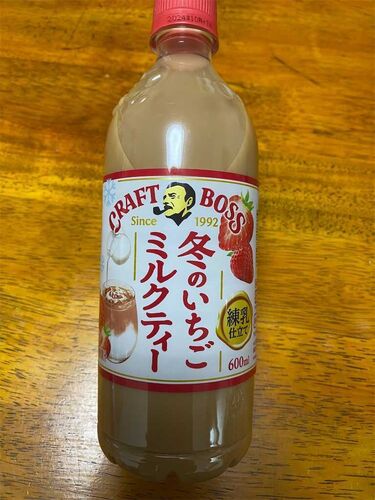 CRAFT BOSS
Since 1992
冬のいちご
ミルクティー
練乳
仕立て
600ml